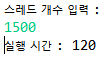 스레드 개수 입력 :
1500
실행 시간 : 120